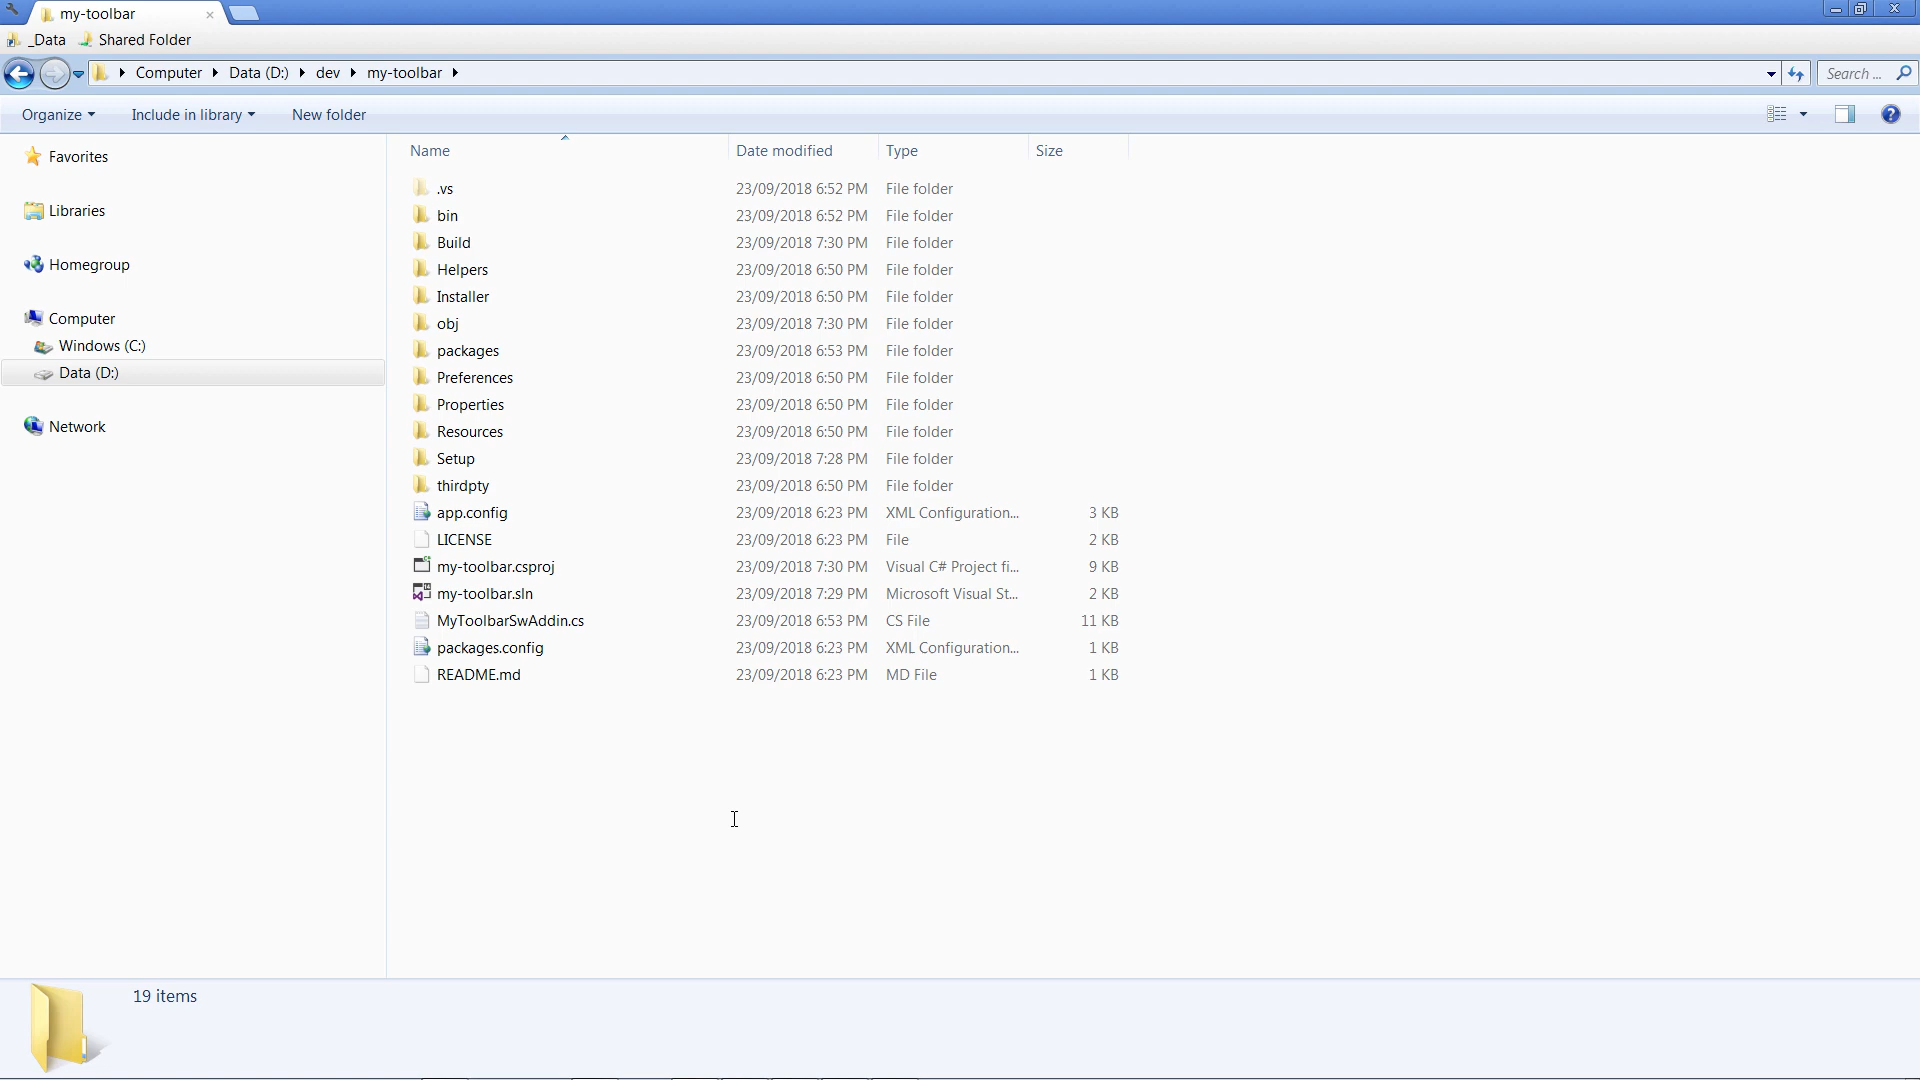 my-toolbar
_Data Shared Folder
Computer Data (D:) dev my-toolbar Search ...
Organize Include in library New folder
Favorites
Libraries
Homegroup
Computer
Windows (C:)
Data (D:)
Network
Name Date modified Type Size
.vs 23/09/2018 6:52 PM File folder
bin 23/09/2018 6:52 PM File folder
Build 23/09/2018 7:30 PM File folder
Helpers 23/09/2018 6:50 PM File folder
Installer 23/09/2018 6:50 PM File folder
obj 23/09/2018 7:30 PM File folder
packages 23/09/2018 6:53 PM File folder
Preferences 23/09/2018 6:50 PM File folder
Properties 23/09/2018 6:50 PM File folder
Resources 23/09/2018 6:50 PM File folder
Setup 23/09/2018 7:28 PM File folder
thirdpty 23/09/2018 6:50 PM File folder
app.config 23/09/2018 6:23 PM XML Configuration... 3 KB
LICENSE 23/09/2018 6:23 PM File 2 KB
my-toolbar.csproj 23/09/2018 7:30 PM Visual C# Project fi... 9 KB
my-toolbar.sln 23/09/2018 7:29 PM Microsoft Visual St... 2 KB
MyToolbarSwAddin.cs 23/09/2018 6:53 PM CS File 11 KB
packages.config 23/09/2018 6:23 PM XML Configuration... 1 KB
README.md 23/09/2018 6:23 PM MD File 1 KB
19 items